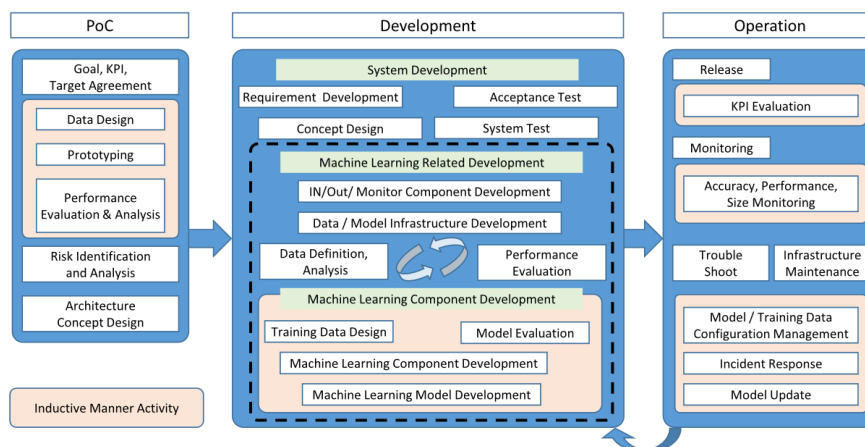 PoC
Development
Operation
Goal, KPI,
Target Agreement
Data Design
Prototyping
Performance
Evaluation & Analysis
Risk Identification
and Analysis
Architecture
Concept Design
Inductive Manner Activity
System Development
Requirement Development
Acceptance Test
Concept Design
System Test
Machine Learning Related Development
IN/Out/ Monitor Component Development
Data / Model Infrastructure Development
Data Definition,
Analysis
Performance
Evaluation
Machine Learning Component Development
Training Data Design
Model Evaluation
Machine Learning Component Development
Machine Learning Model Development
Release
KPI Evaluation
Monitoring
Accuracy, Performance,
Size Monitoring
Trouble
Shoot
Infrastructure
Maintenance
Model / Training Data
Configuration Management
Incident Response
Model Update